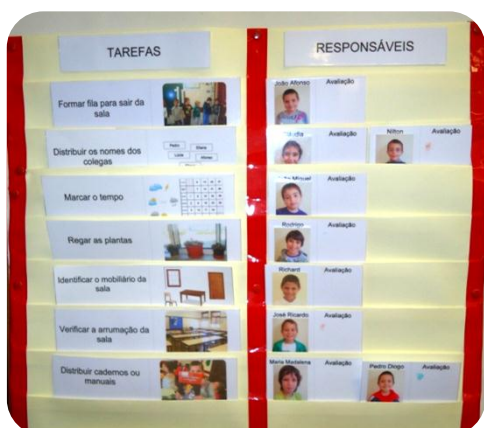 TAREFAS
RESPONSÁVEIS
Formar fila para sair da
sala
João Afonso
Avaliação
Distribuir os nomes dos
colegas
Avaliação
Nilton
Avaliação
Marcar o tempo
Miguel
Avaliação
Regar as plantas
Rodrigo
Avaliação
Identificar o mobiliário da
sala
Richard
Avaliação
Verificar a arrumação da
sala
José Ricardo
Avaliação
Distribuir cadernos ou
manuais
Maria Madalena
Avaliação
Pedro Diogo
Avaliação